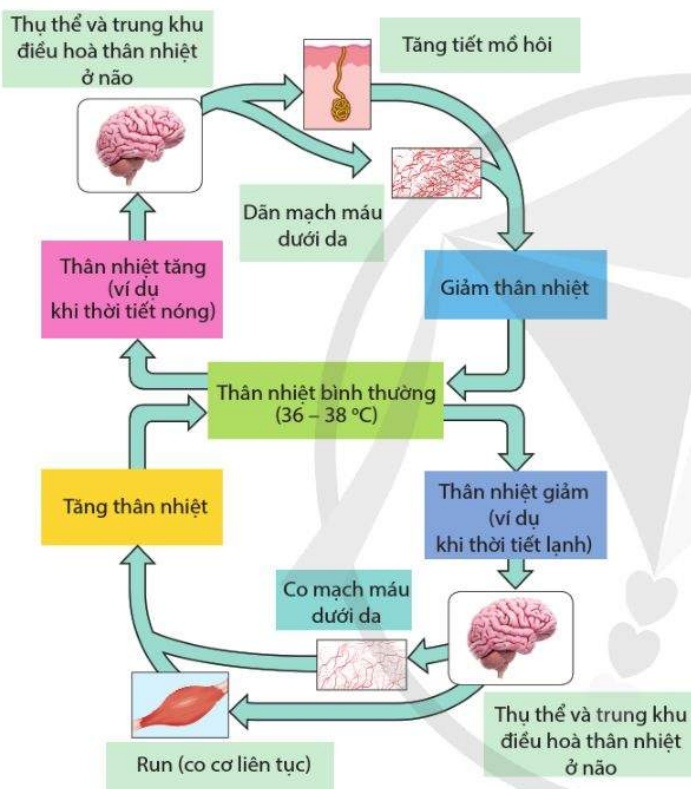 Thụ thể và trung khu
điều hoà thân nhiệt
ở não
Tăng tiết mồ hôi
Dãn mạch máu
dưới da
Thân nhiệt tăng
(ví dụ
khi thời tiết nóng)
Giảm thân nhiệt
Thân nhiệt bình thường
(36 – 38 °C)
Tăng thân nhiệt
Thân nhiệt giảm
(ví dụ
khi thời tiết lạnh)
Co mạch máu
dưới da
Thụ thể và trung khu
điều hoà thân nhiệt
ở não
Run (co cơ liên tục)